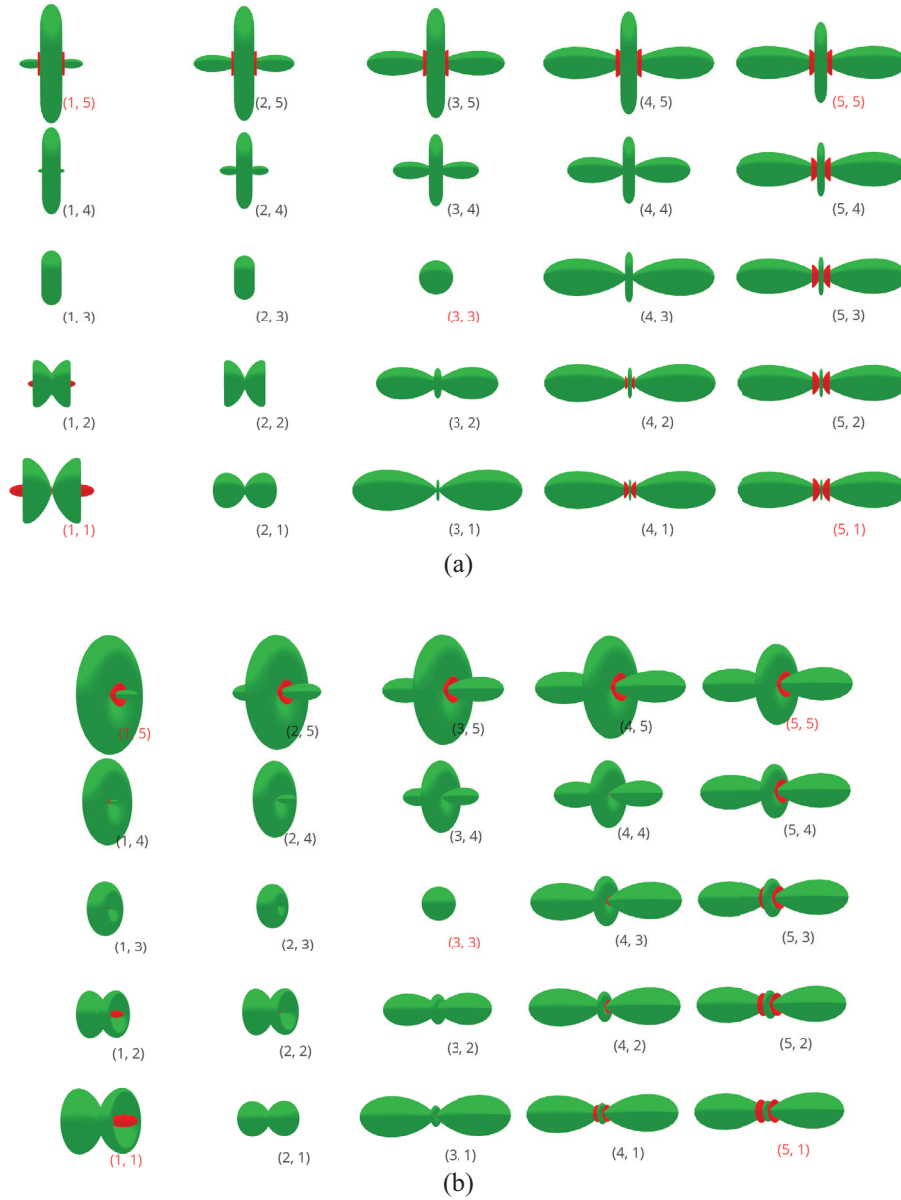 (1, 5) (2, 5) (3, 5) (4, 5) (5, 5)
(1, 4) (2, 4) (3, 4) (4, 4) (5, 4)
(1, 3) (2, 3) (3, 3) (4, 3) (5, 3)
(1, 2) (2, 2) (3, 2) (4, 2) (5, 2)
(1, 1) (2, 1) (3, 1) (4, 1) (5, 1)
(a)
(1, 5) (2, 5) (3, 5) (4, 5) (5, 5)
(1, 4) (2, 4) (3, 4) (4, 4) (5, 4)
(1, 3) (2, 3) (3, 3) (4, 3) (5, 3)
(1, 2) (2, 2) (3, 2) (4, 2) (5, 2)
(1, 1) (2, 1) (3, 1) (4, 1) (5, 1)
(b)